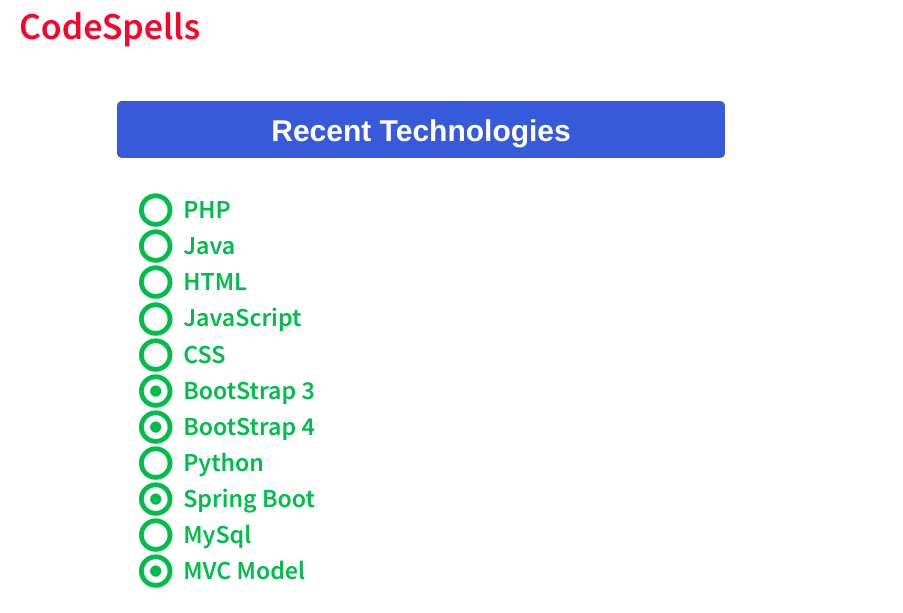 CodeSpells
Recent Technologies
PHP
Java
HTML
JavaScript
CSS
BootStrap 3
BootStrap 4
Python
Spring Boot
MySql
MVC Model